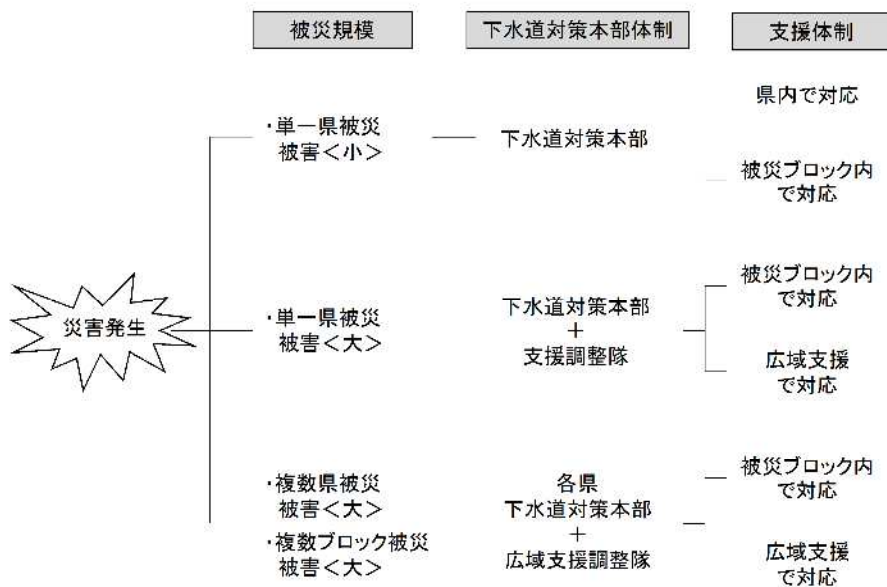 被災規模
下水道対策本部体制
支援体制
災害発生
・単一県被災
被害＜小＞
下水道対策本部
県内で対応
被災ブロック内
で対応
・単一県被災
被害＜大＞
下水道対策本部
＋
支援調整隊
被災ブロック内
で対応
広域支援
で対応
・複数県被災
被害＜大＞
・複数ブロック被災
被害＜大＞
各県
下水道対策本部
＋
広域支援調整隊
被災ブロック内
で対応
広域支援
で対応